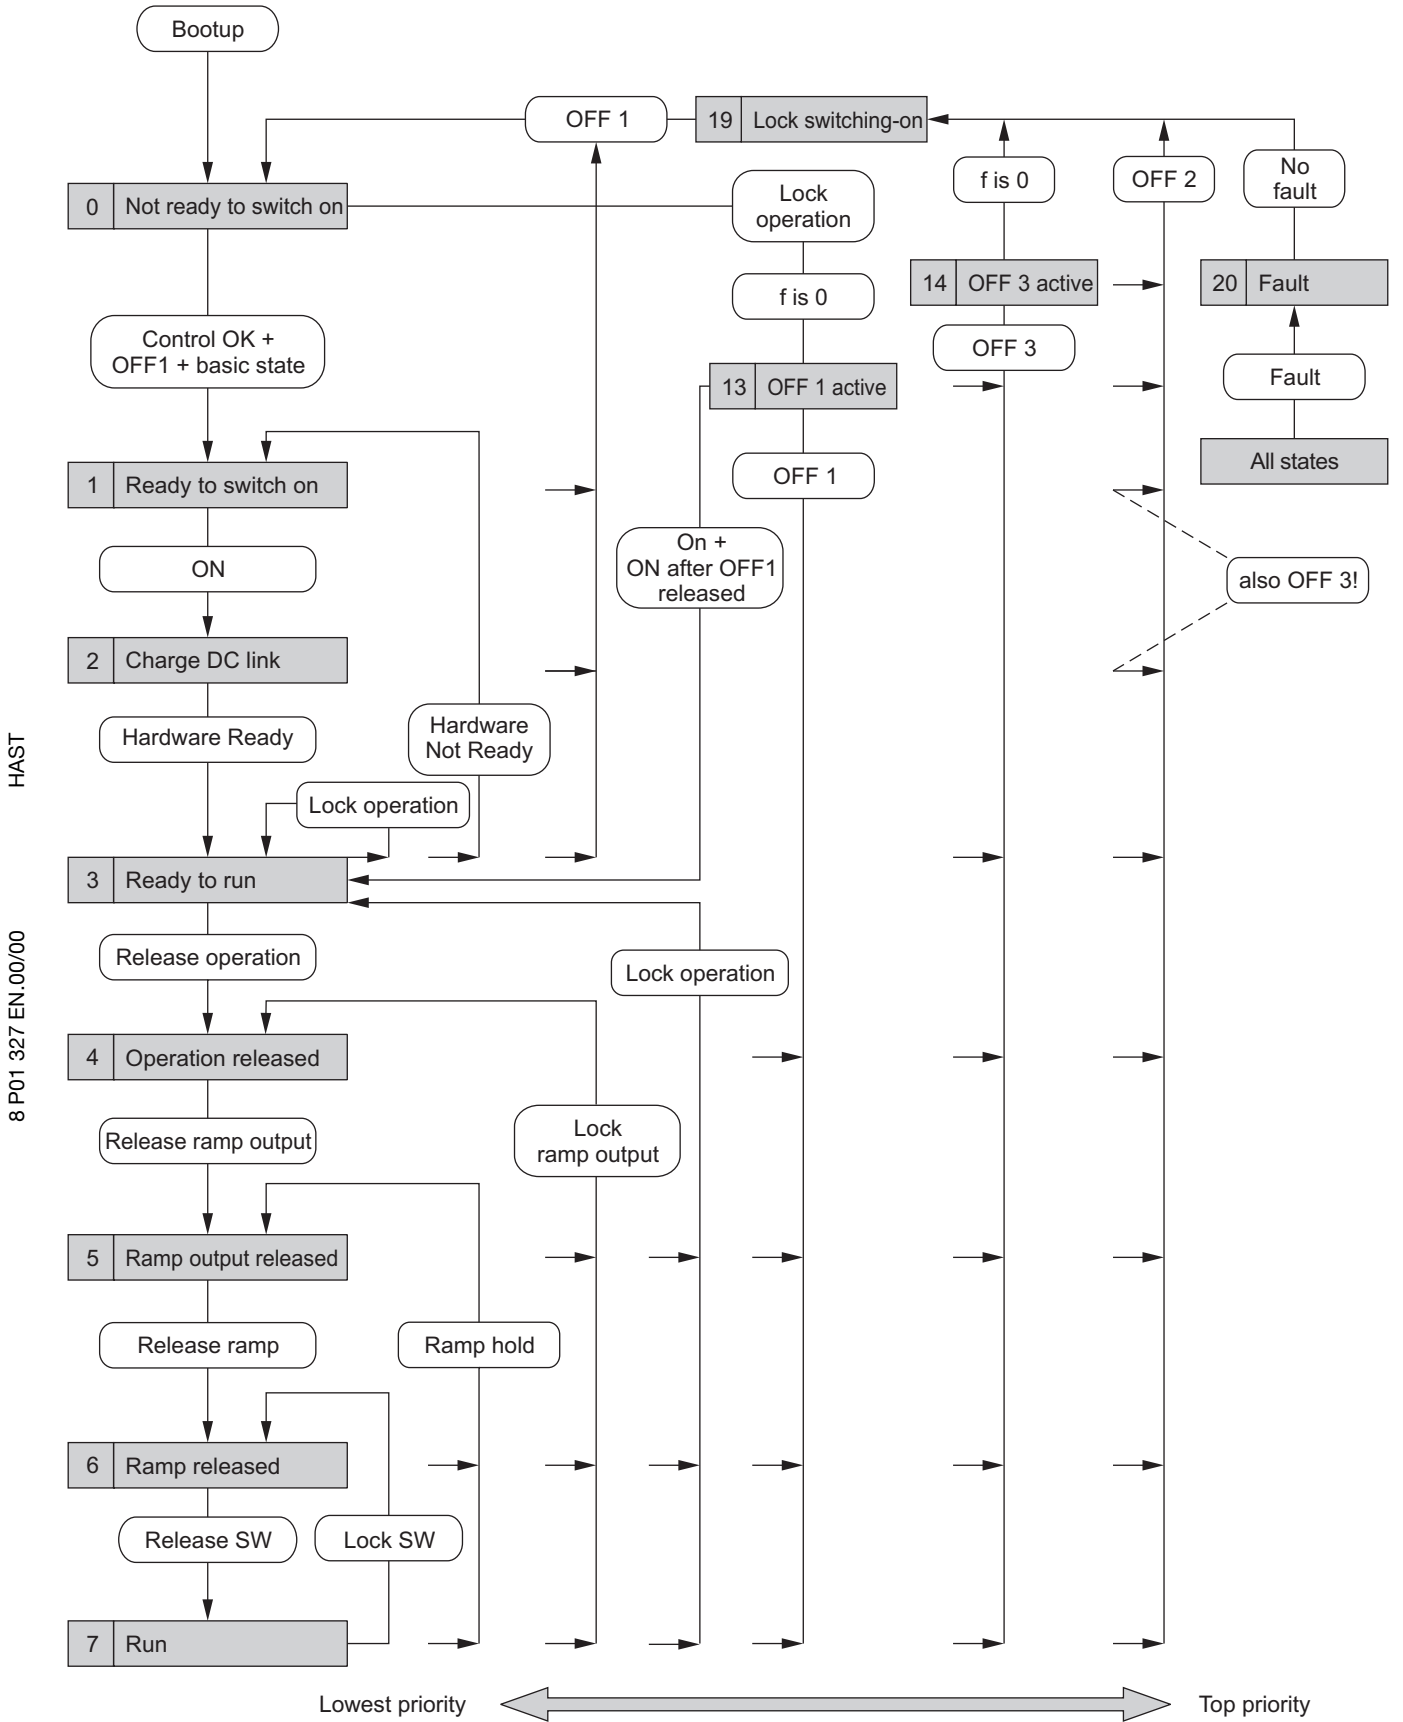 Bootup
OFF 1
19 Lock switching-on
f is 0
OFF 2
No
fault
0 Not ready to switch on
Lock
operation
f is 0
14 OFF 3 active
20 Fault
Control OK +
OFF1 + basic state
OFF 3
13 OFF 1 active
Fault
1 Ready to switch on
OFF 1
All states
ON
On +
ON after OFF1
released
also OFF 3!
2 Charge DC link
Hardware Ready
Hardware
Not Ready
HAST
Lock operation
3 Ready to run
Release operation
Lock operation
8 P01 327 EN.00/00
4 Operation released
Release ramp output
Lock
ramp output
5 Ramp output released
Release ramp
Ramp hold
6 Ramp released
Release SW
Lock SW
7 Run
Lowest priority
Top priority